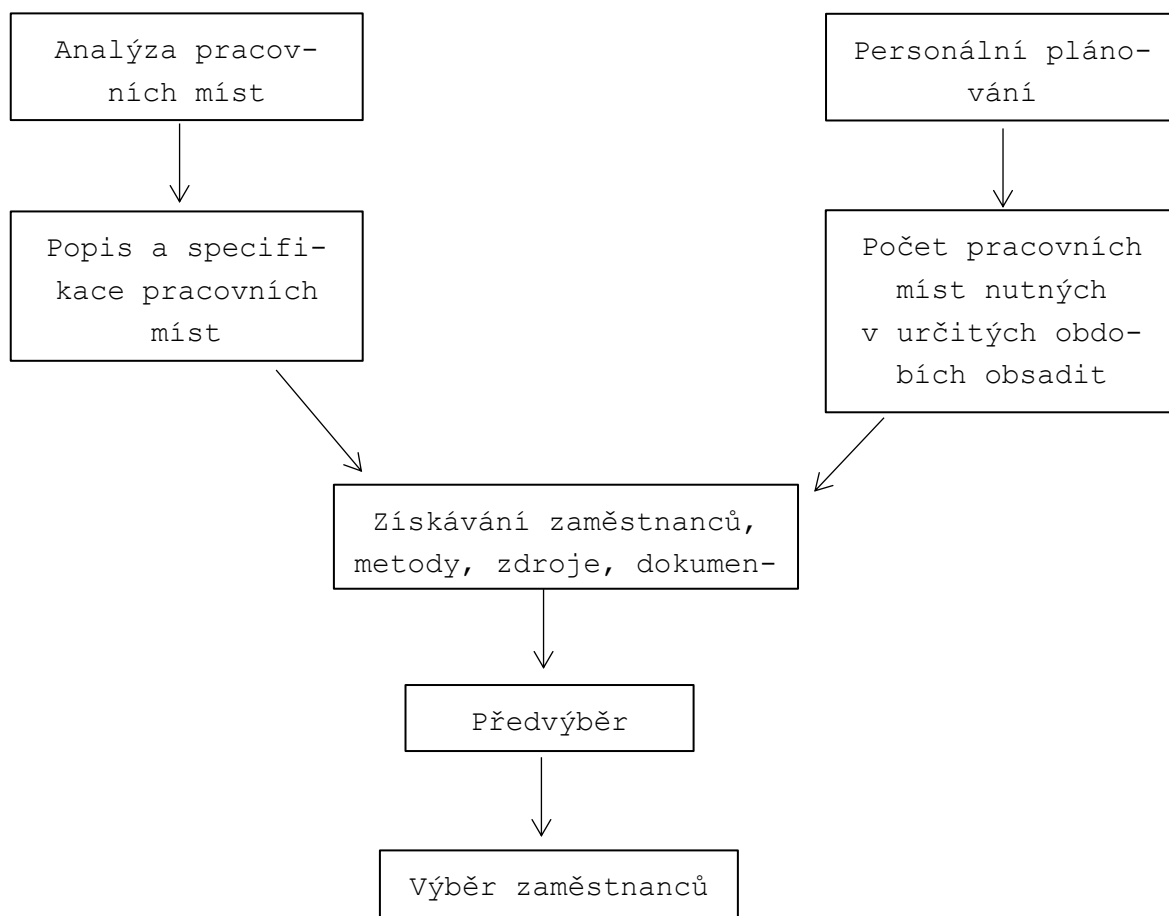 Analýza pracov-
ních míst
Personální pláno-
vání
Popis a specifi-
kace pracovních
míst
Počet pracovních
míst nutných
v určitých obdo-
bích obsadit
Získávání zaměstnanců,
metody, zdroje, dokumen-
Předvýběr
Výběr zaměstnanců